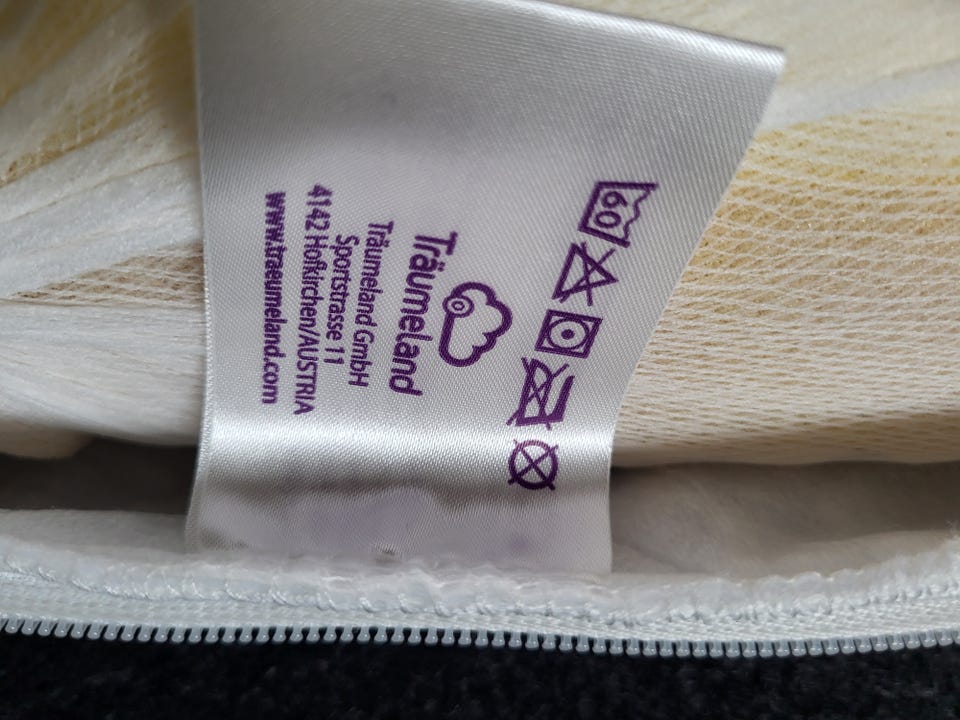 60
Träumeland
Träumeland GmbH
Sportstrasse 11
4142 Hofkirchen/AUSTRIA
www.traeumeland.com